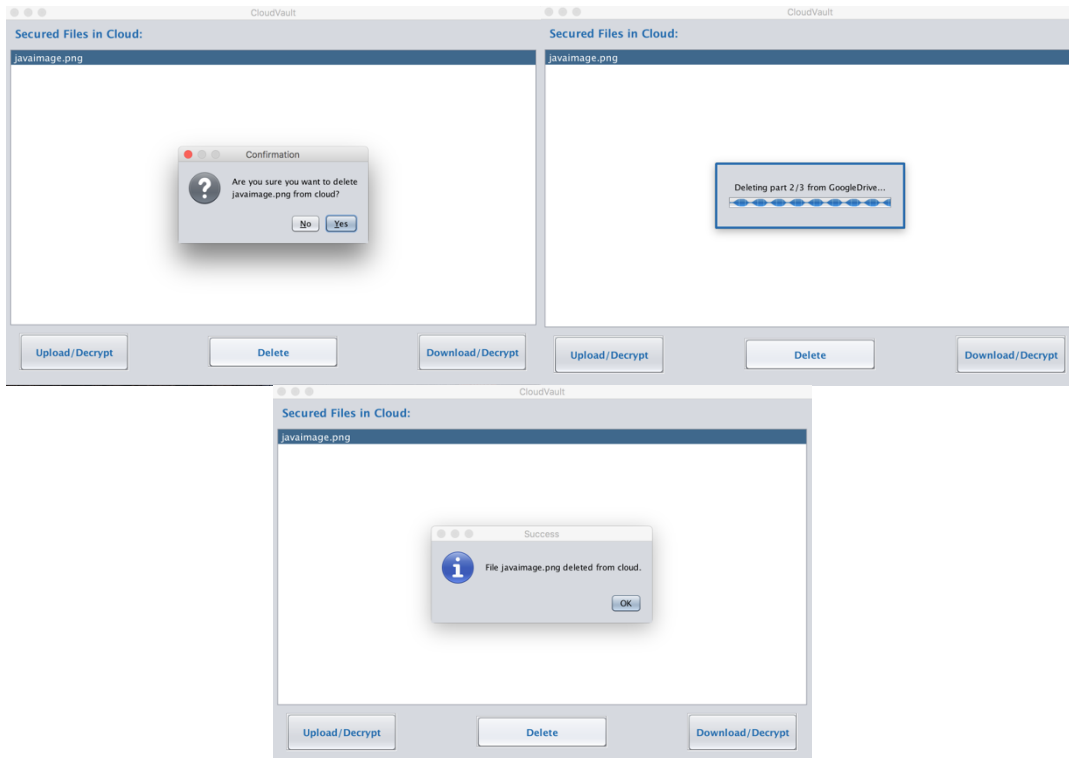 CloudVault
Secured Files in Cloud:
javaimage.png
Confirmation
Are you sure you want to delete
javaimage.png from cloud?
No Yes
Upload/Decrypt Delete Download/Decrypt
CloudVault
Secured Files in Cloud:
javaimage.png
Deleting part 2/3 from GoogleDrive...
Upload/Decrypt Delete Download/Decrypt
CloudVault
Secured Files in Cloud:
javaimage.png
Success
File javaimage.png deleted from cloud.
OK
Upload/Decrypt Delete Download/Decrypt